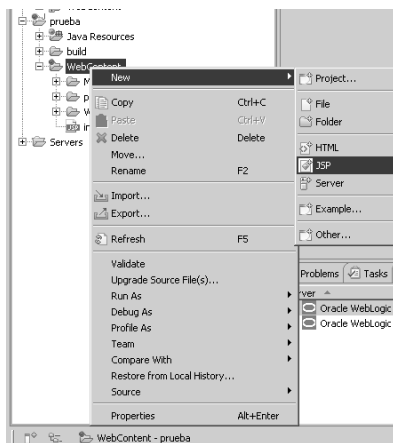 prueba
Java Resources
build
WebContent
New
Project...
Copy Ctrl+C
File
Paste Ctrl+V
Folder
Delete Delete
HTML
Move...
JSP
Rename F2
Server
Import...
Example...
Export...
Other...
Refresh F5
Servers
Validate
Upgrade Source File(s)...
Problems Tasks
Run As
Debug As
Oracle WebLogic
Profile As
Oracle WebLogic
Team
Compare With
Restore from Local History...
Source
Properties Alt+Enter
WebContent - prueba